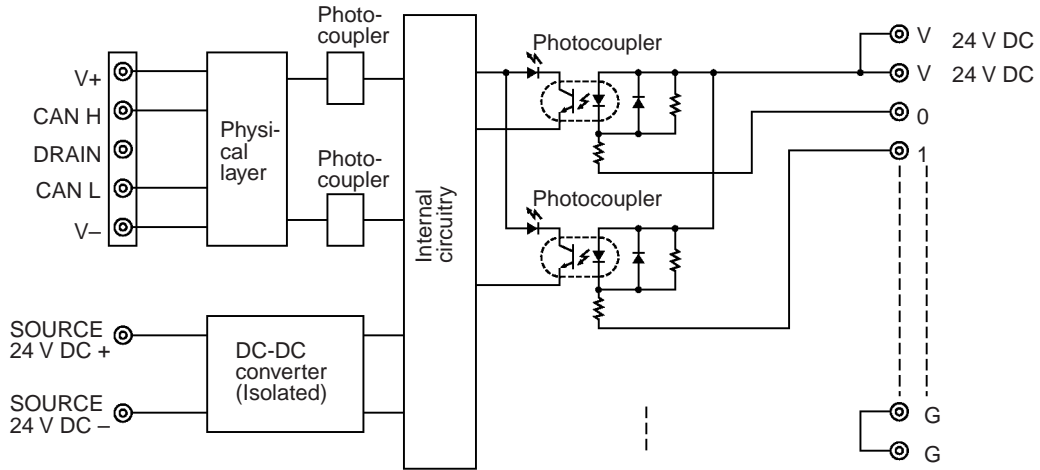 Photo-
coupler
V+
CAN H
DRAIN
CAN L
V–
Physi-
cal
layer
Photo-
coupler
SOURCE
24 V DC +
SOURCE
24 V DC –
DC-DC
converter
(Isolated)
Internal
circuitry
Photocoupler
Photocoupler
V 24 V DC
V 24 V DC
0
1
G
G